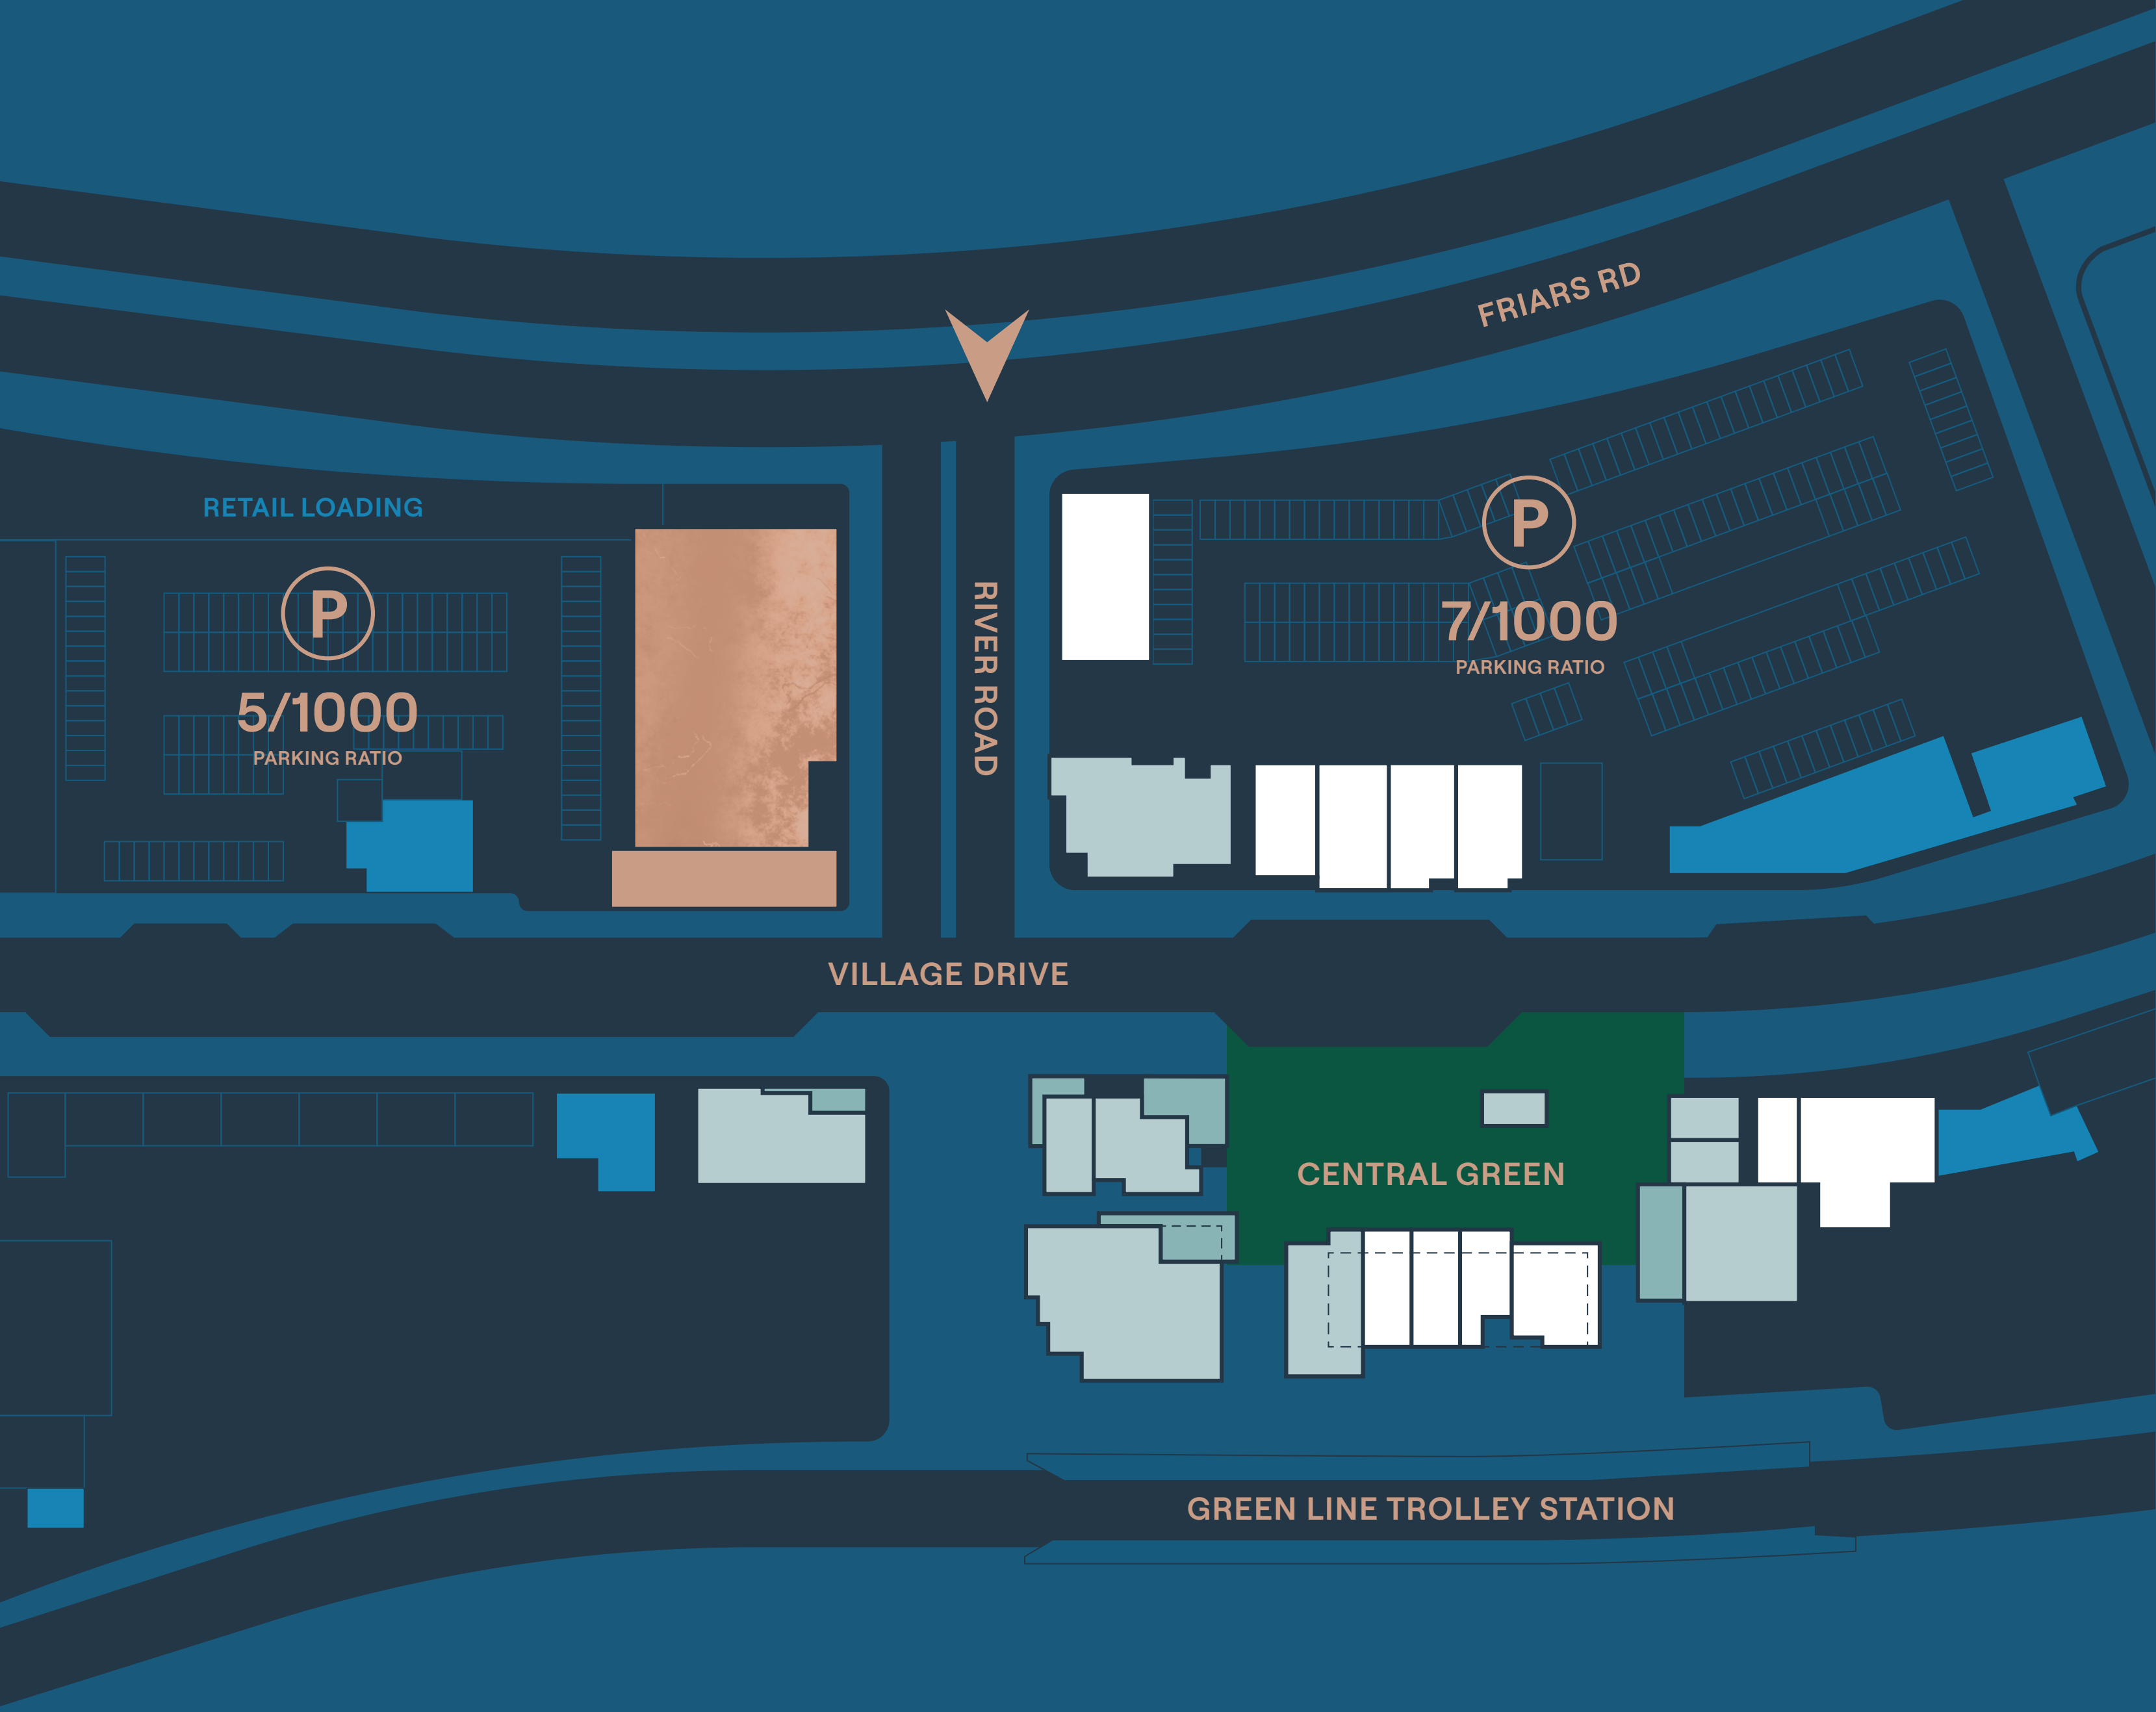 FRIARS RD
RETAIL LOADING
P
5/1000
PARKING RATIO
RIVER ROAD
P
7/1000
PARKING RATIO
VILLAGE DRIVE
CENTRAL GREEN
GREEN LINE TROLLEY STATION